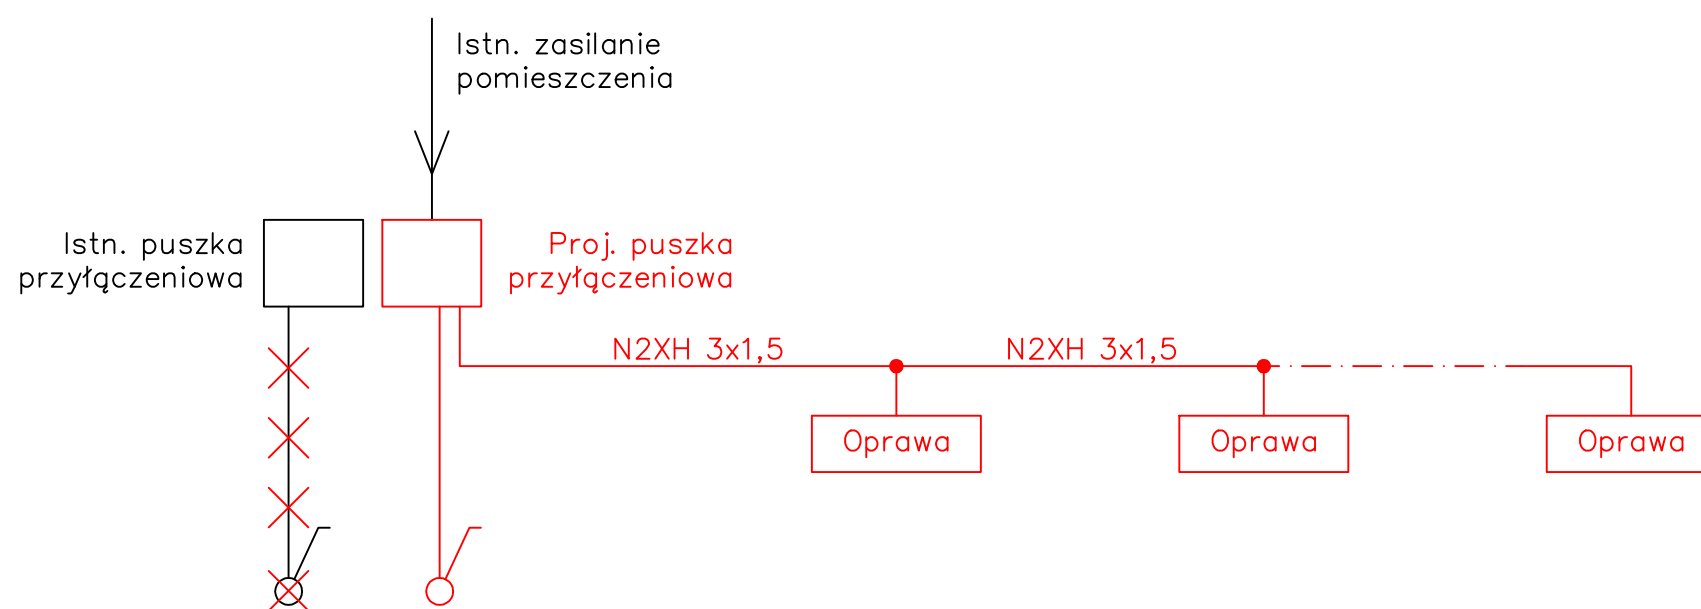 Istn. zasilanie
pomieszczenia
Istn. puszka
przyłączeniowa
Proj. puszka
przyłączeniowa
N2XH 3x1,5
N2XH 3x1,5
Oprawa
Oprawa
Oprawa